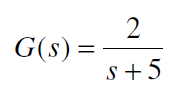 G(s) = 2 / (s + 5)